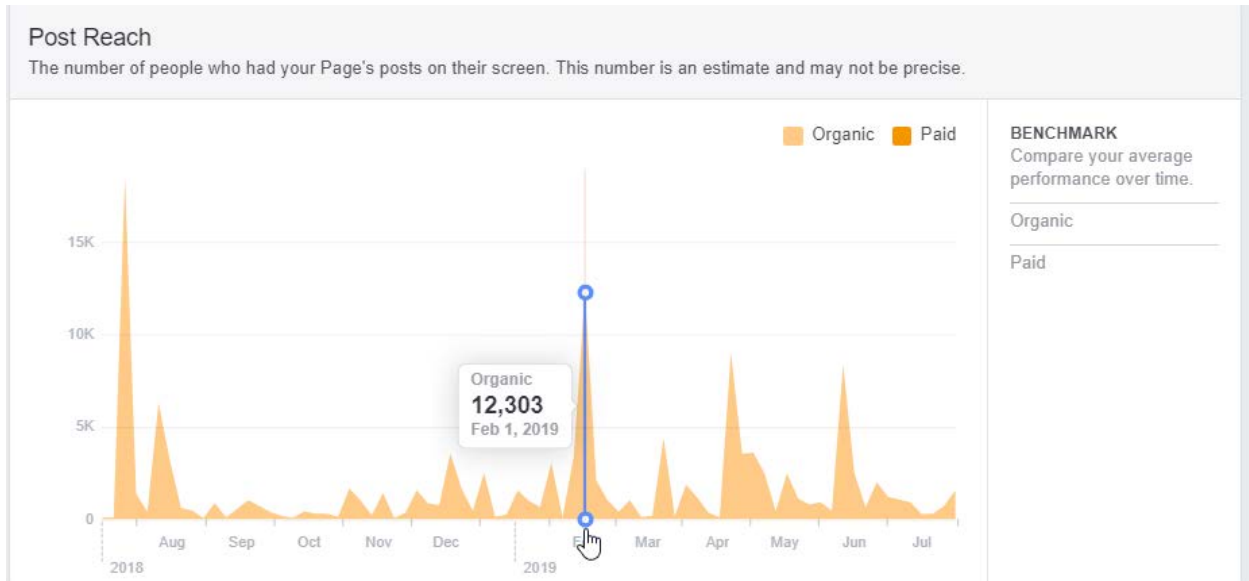 Post Reach
The number of people who had your Page's posts on their screen. This number is an estimate and may not be precise.
Organic Paid
BENCHMARK
Compare your average
performance over time.
Organic
Paid
15K
10K
5K
0
Organic
12,303
Feb 1, 2019
Aug Sep Oct Nov Dec Mar Apr May Jun Jul
2018 2019